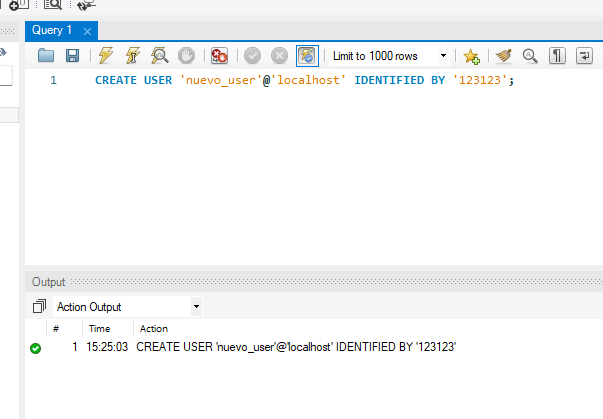 Query 1
Limit to 1000 rows
1 CREATE USER 'nuevo_user'@'localhost' IDENTIFIED BY '123123';
Output
Action Output
# Time Action
1 15:25:03 CREATE USER 'nuevo_user'@'localhost' IDENTIFIED BY '123123'